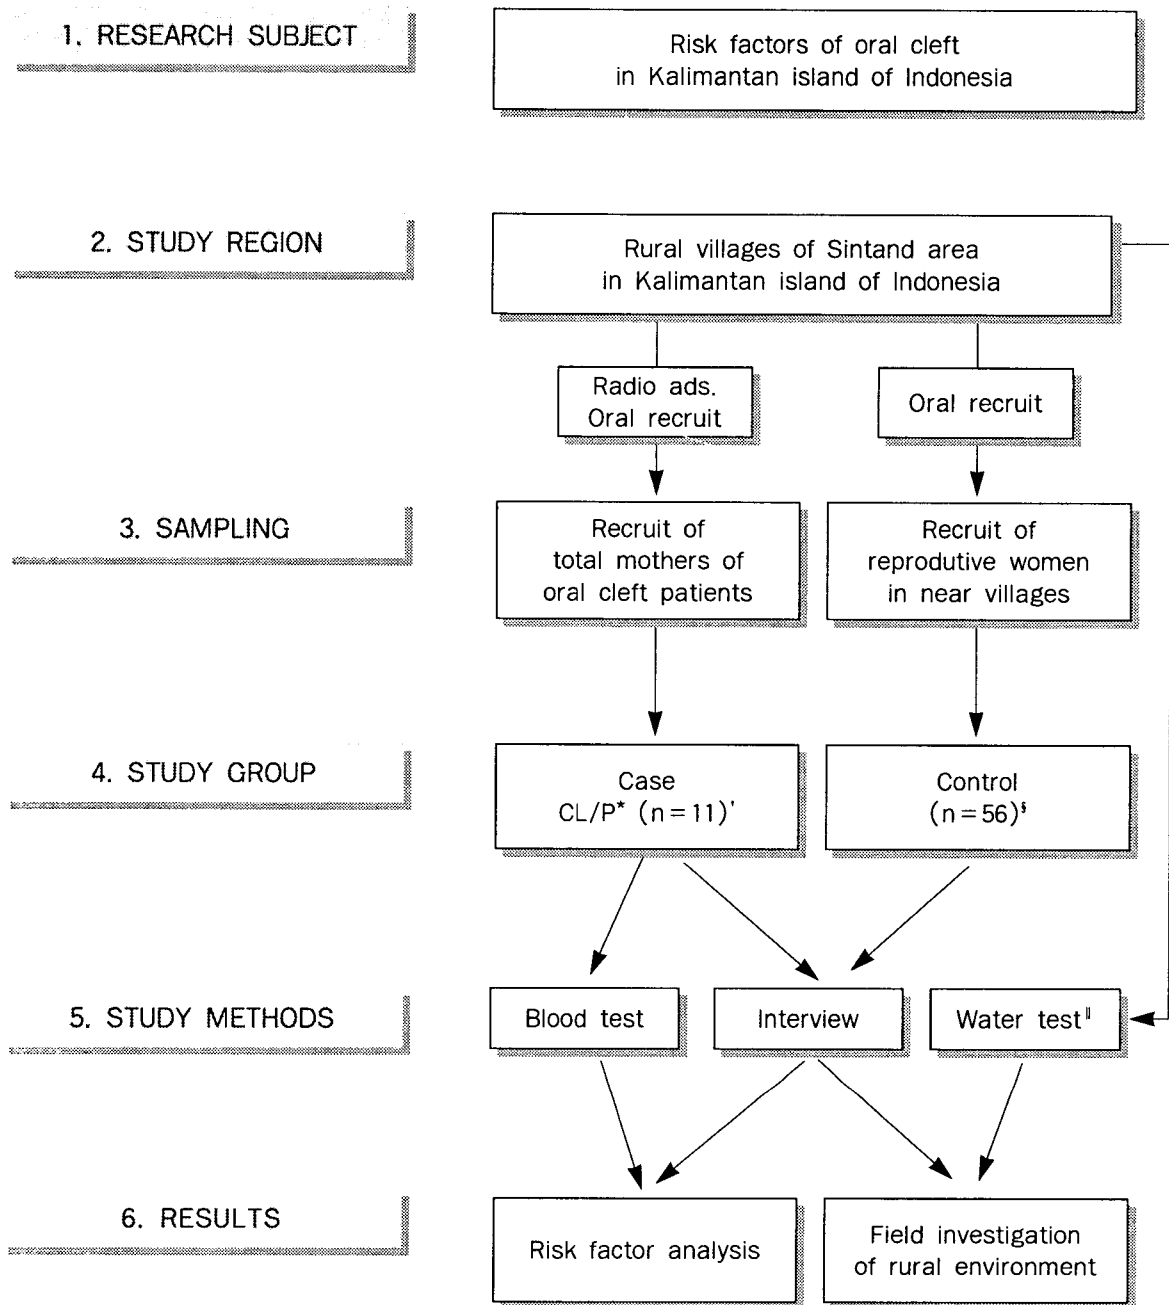 1. RESEARCH SUBJECT
Risk factors of oral cleft
in Kalimantan island of Indonesia
2. STUDY REGION
Rural villages of Sintand area
in Kalimantan island of Indonesia
Radio ads.
Oral recruit
Oral recruit
3. SAMPLING
Recruit of
total mothers of
oral cleft patients
Recruit of
reprodutive women
in near villages
4. STUDY GROUP
Case
CL/P* (n=11)†
Control
(n=56)§
5. STUDY METHODS
Blood test
Interview
Water test‖
6. RESULTS
Risk factor analysis
Field investigation
of rural environment